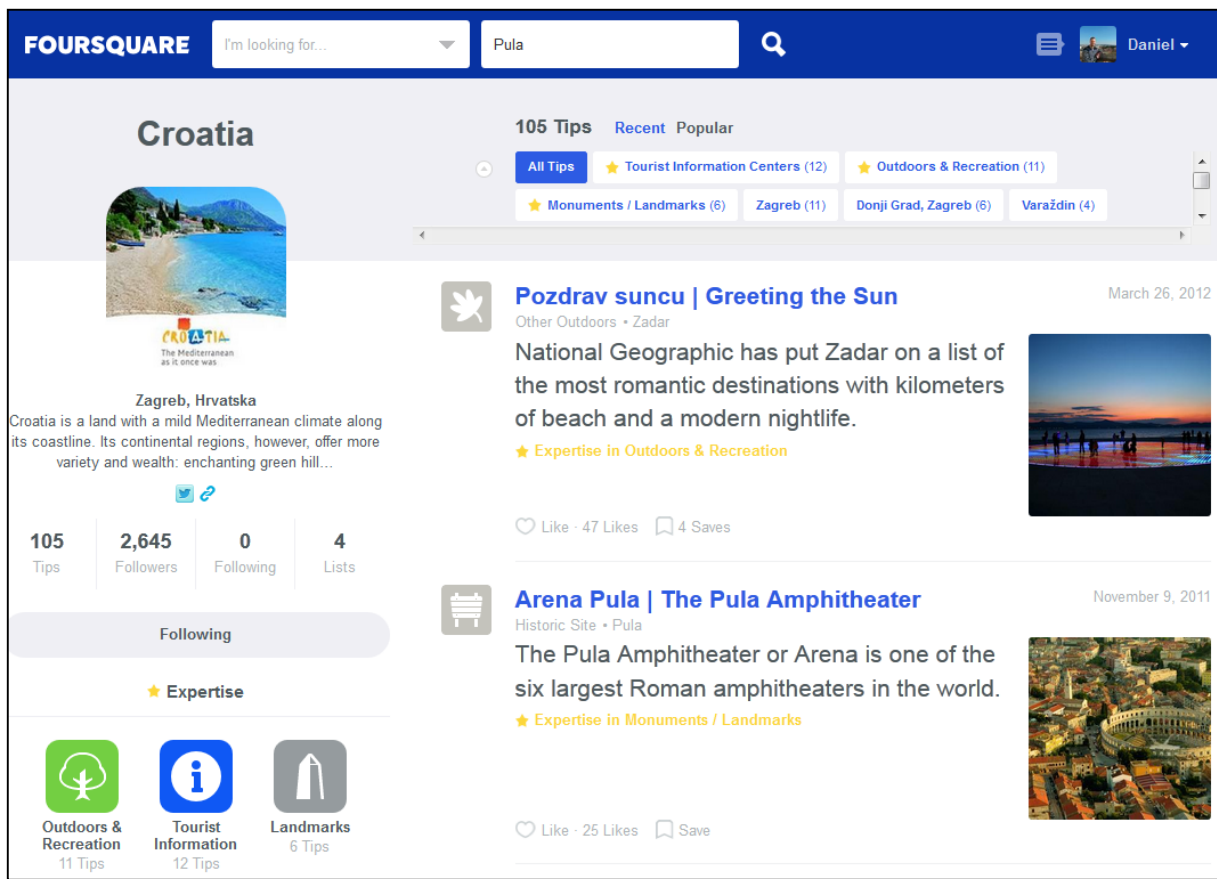 FOURSQUARE
I'm looking for...
Pula
Daniel
Croatia
CROATIA
The Mediterranean
as it once was
Zagreb, Hrvatska
Croatia is a land with a mild Mediterranean climate along
its coastline. Its continental regions, however, offer more
variety and wealth: enchanting green hill...
105 2,645 0 4
Tips Followers Following Lists
Following
Expertise
Outdoors & Recreation
11 Tips
Tourist Information
12 Tips
Landmarks
6 Tips
105 Tips Recent Popular
All Tips Tourist Information Centers (12) Outdoors & Recreation (11)
Monuments / Landmarks (6) Zagreb (11) Donji Grad, Zagreb (6) Varaždin (4)
Pozdrav suncu | Greeting the Sun
March 26, 2012
Other Outdoors • Zadar
National Geographic has put Zadar on a list of
the most romantic destinations with kilometers
of beach and a modern nightlife.
Expertise in Outdoors & Recreation
Like · 47 Likes 4 Saves
Arena Pula | The Pula Amphitheater
November 9, 2011
Historic Site • Pula
The Pula Amphitheater or Arena is one of the
six largest Roman amphitheaters in the world.
Expertise in Monuments / Landmarks
Like · 25 Likes Save